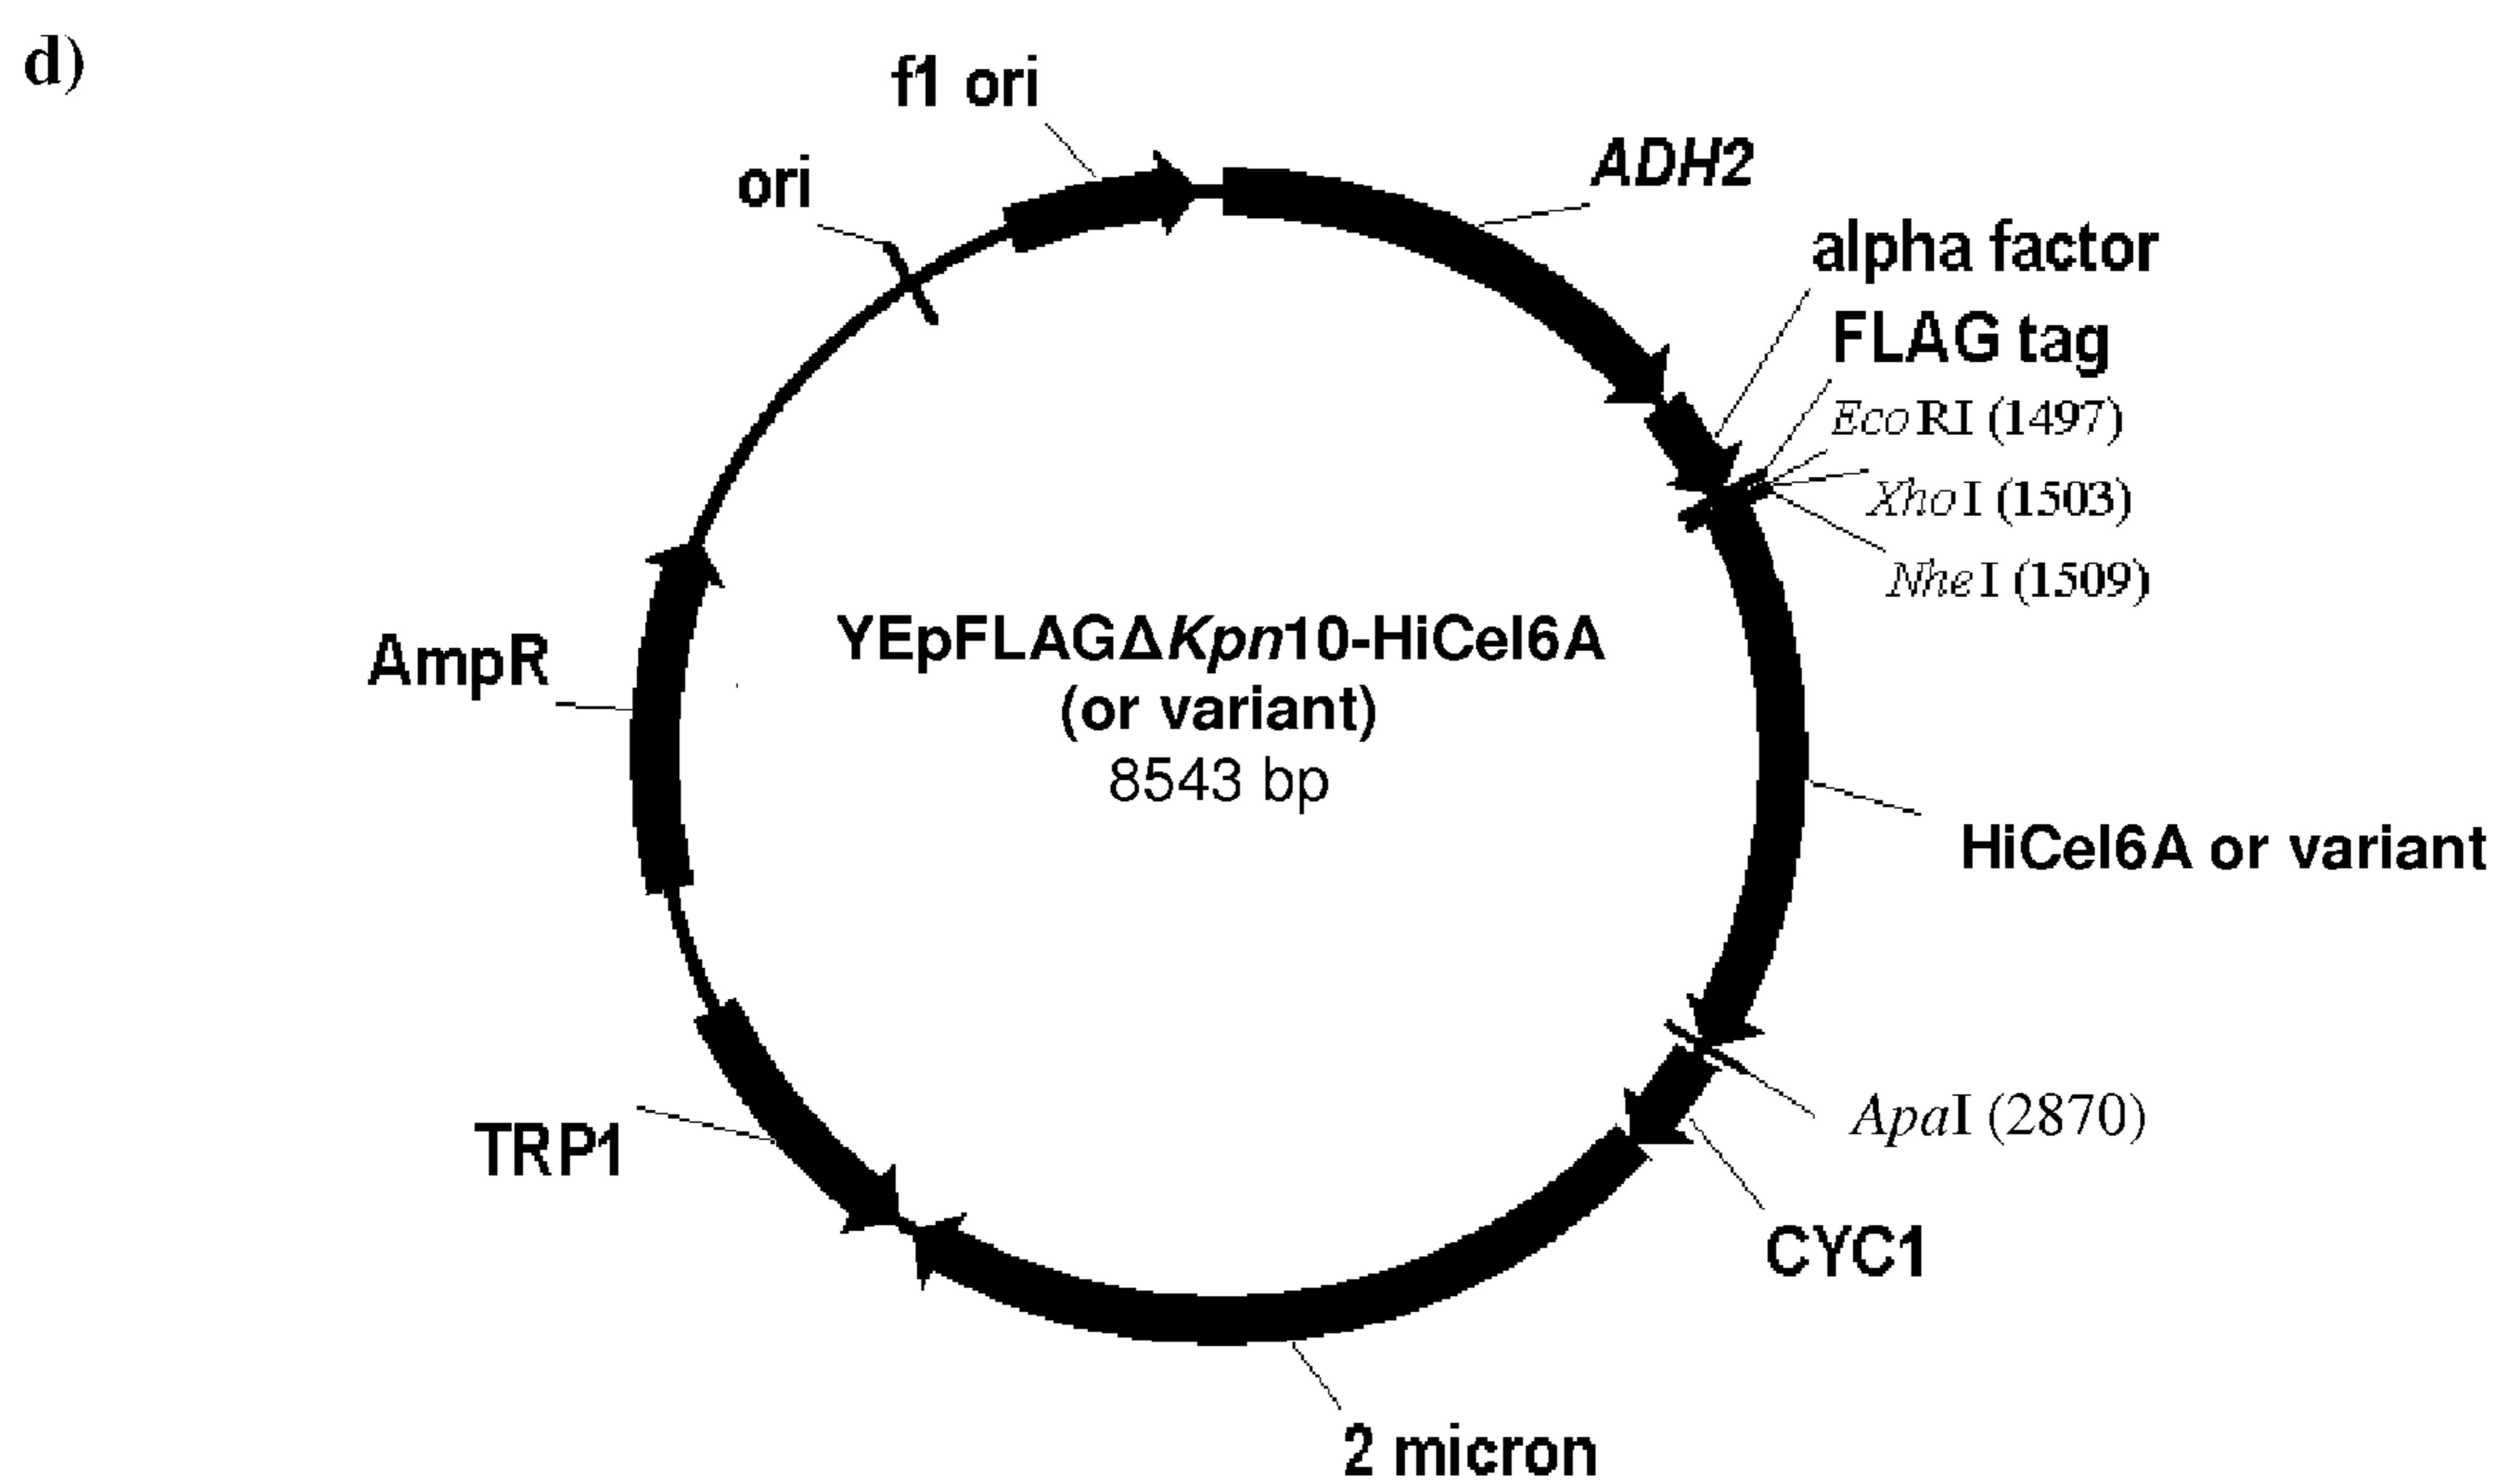 d)
f1 ori
ori
ADH2
alpha factor
FLAG tag
EcoRI (1497)
XhoI (1503)
NheI (1509)
AmpR
YEpFLAGΔKpn10-HiCel6A
(or variant)
8543 bp
HiCel6A or variant
ApaI (2870)
TRP1
CYC1
2 micron